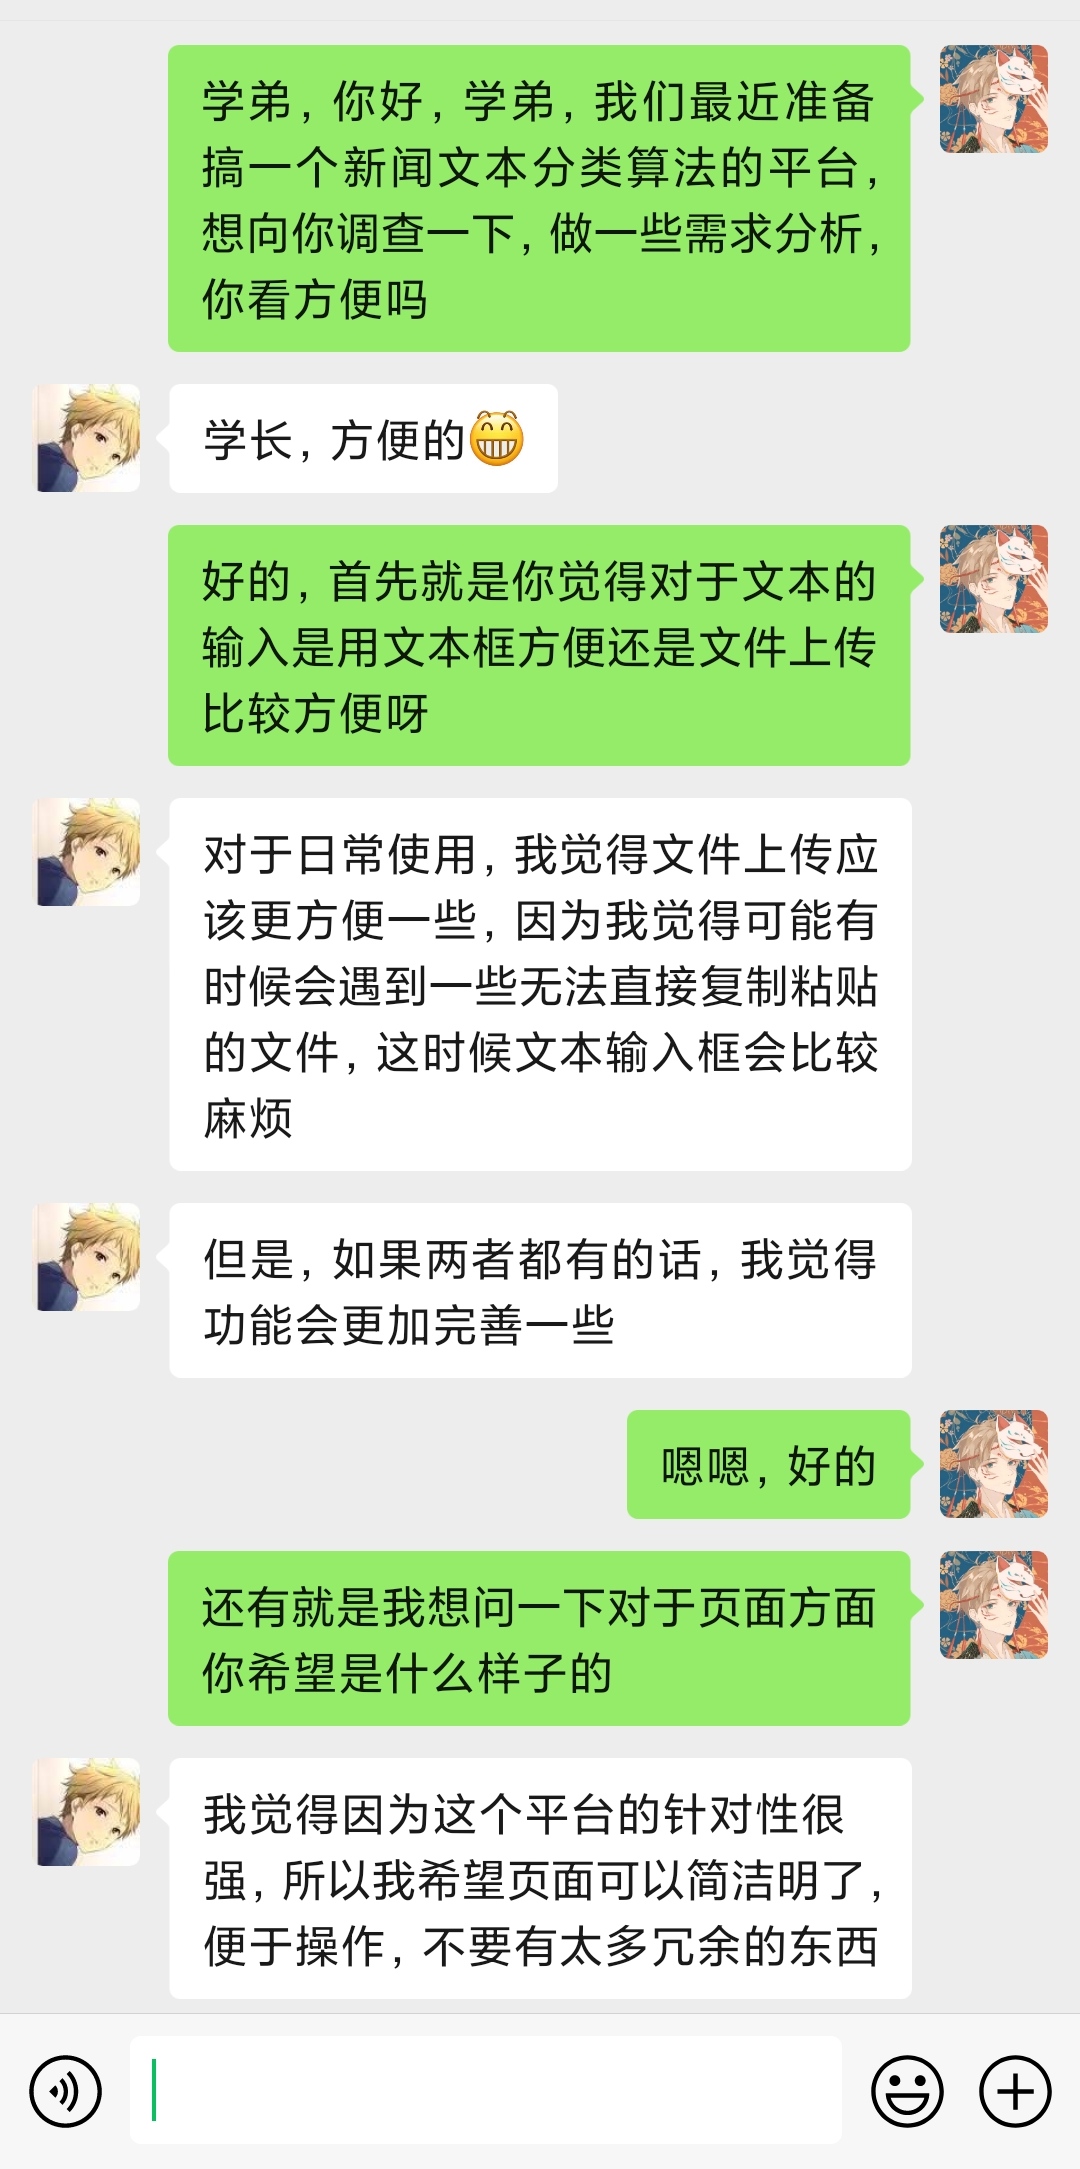 学弟，你好，学弟，我们最近准备
搞一个新闻文本分类算法的平台，
想向你调查一下，做一些需求分析，
你看方便吗
学长，方便的😁
好的，首先就是你觉得对于文本的
输入是用文本框方便还是文件上传
比较方便呀
对于日常使用，我觉得文件上传应
该更方便一些，因为我觉得可能有
时候会遇到一些无法直接复制粘贴
的文件，这时候文本输入框会比较
麻烦
但是，如果两者都有的话，我觉得
功能会更加完善一些
嗯嗯，好的
还有就是我想问一下对于页面方面
你希望是什么样子的
我觉得因为这个平台的针对性很
强，所以我希望页面可以简洁明了，
便于操作，不要有太多冗余的东西